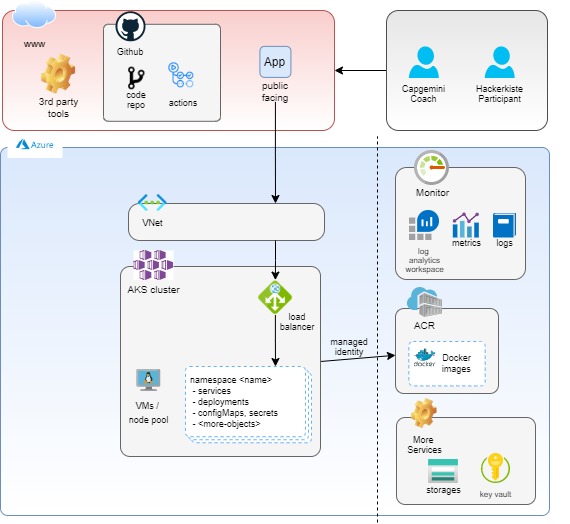 www
Github
3rd party
tools
code
repo
actions
App
public
facing
Capgemini
Coach
Hackerkiste
Participant
Azure
VNet
AKS cluster
load
balancer
VMs /
node pool
namespace <name>
- services
- deployments
- configMaps, secrets
- <more-objects>
managed
identity
Monitor
log
analytics
workspace
metrics
logs
ACR
docker
Docker
images
More
Services
storages
key vault